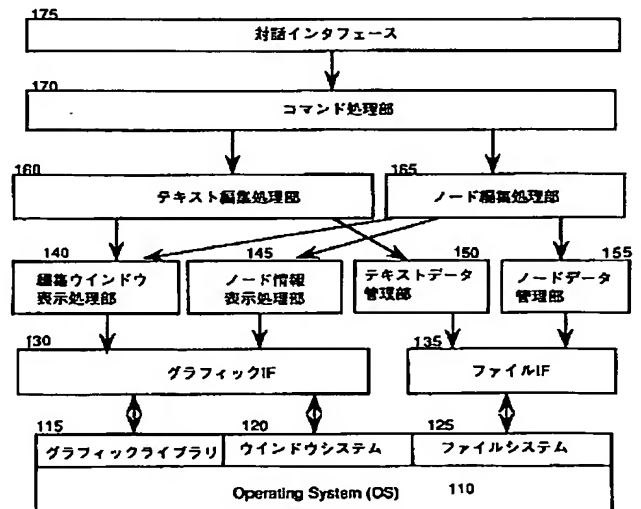 175
対話インタフェース
170
コマンド処理部
160
テキスト編集処理部
165
ノード編集処理部
140
編集ウインドウ
表示処理部
145
ノード情報
表示処理部
150
テキストデータ
管理部
155
ノードデータ
管理部
130
グラフィックIF
135
ファイルIF
115
グラフィックライブラリ
120
ウインドウシステム
125
ファイルシステム
Operating System (OS) 110